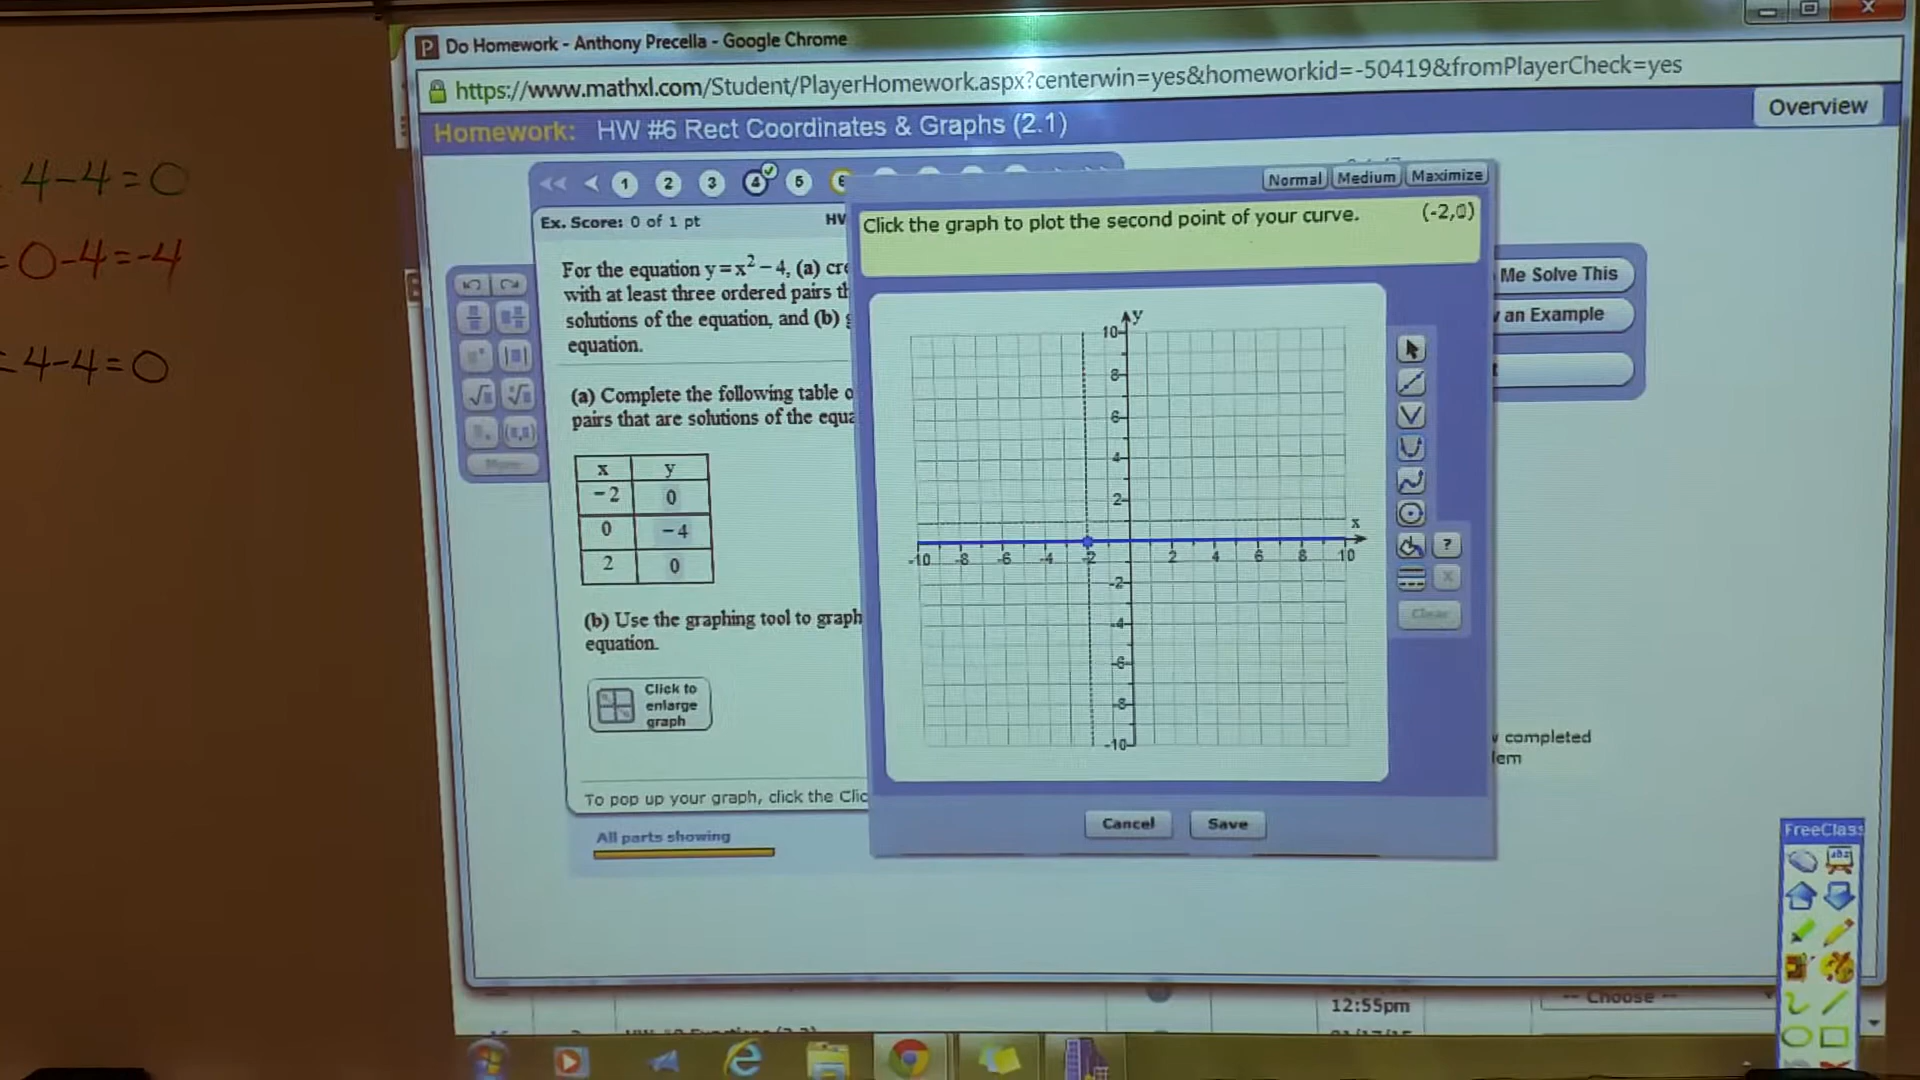 4-4=0
=0-4=-4
=4-4=0
Do Homework - Anthony Precella - Google Chrome
https://www.mathxl.com/Student/PlayerHomework.aspx?centerwin=yes&homeworkid=-50419&fromPlayerCheck=yes
Homework: HW #6 Rect Coordinates & Graphs (2.1)
Overview
1 2 3 4 5 6
Ex. Score: 0 of 1 pt
HW
For the equation y=x²-4, (a) cre
with at least three ordered pairs th
solutions of the equation, and (b) g
equation.
(a) Complete the following table o
pairs that are solutions of the equa
x y
-2 0
0 -4
2 0
(b) Use the graphing tool to graph
equation.
Click to
enlarge
graph
To pop up your graph, click the Clic
All parts showing
More
Normal Medium Maximize
Click the graph to plot the second point of your curve. (-2,0)
y
10
8
6
4
2
x
-10 -8 -6 -4 -2 2 4 6 8 10
-2
-4
-6
-8
-10
?
x
Clear
Cancel Save
Me Solve This
an Example
completed
lem
FreeClass
12:55pm
-- Choose --